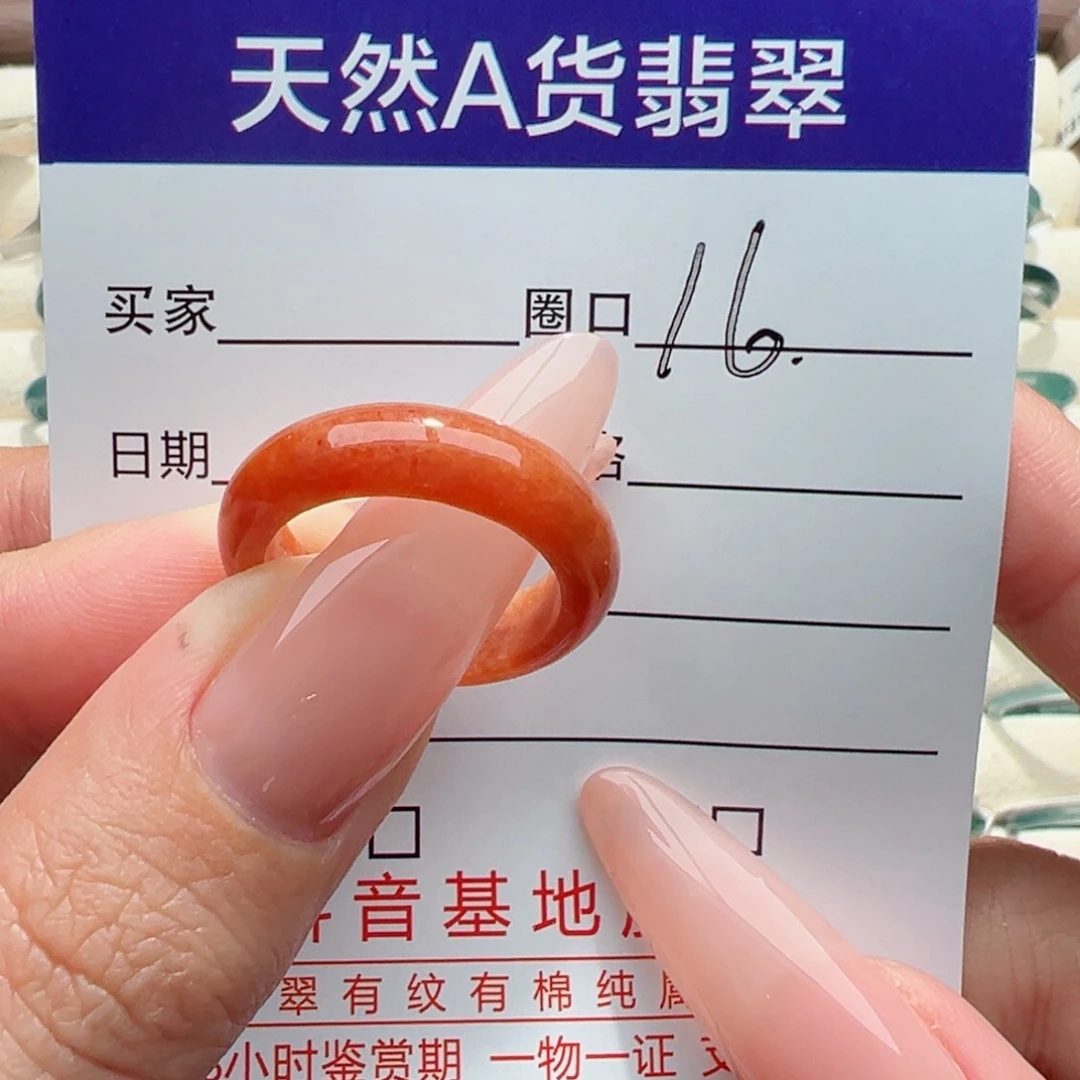 天然A货翡翠
买家 圈口 16.
日期
音基地
翠有纹有棉纯属
小时鉴赏期 一物一证